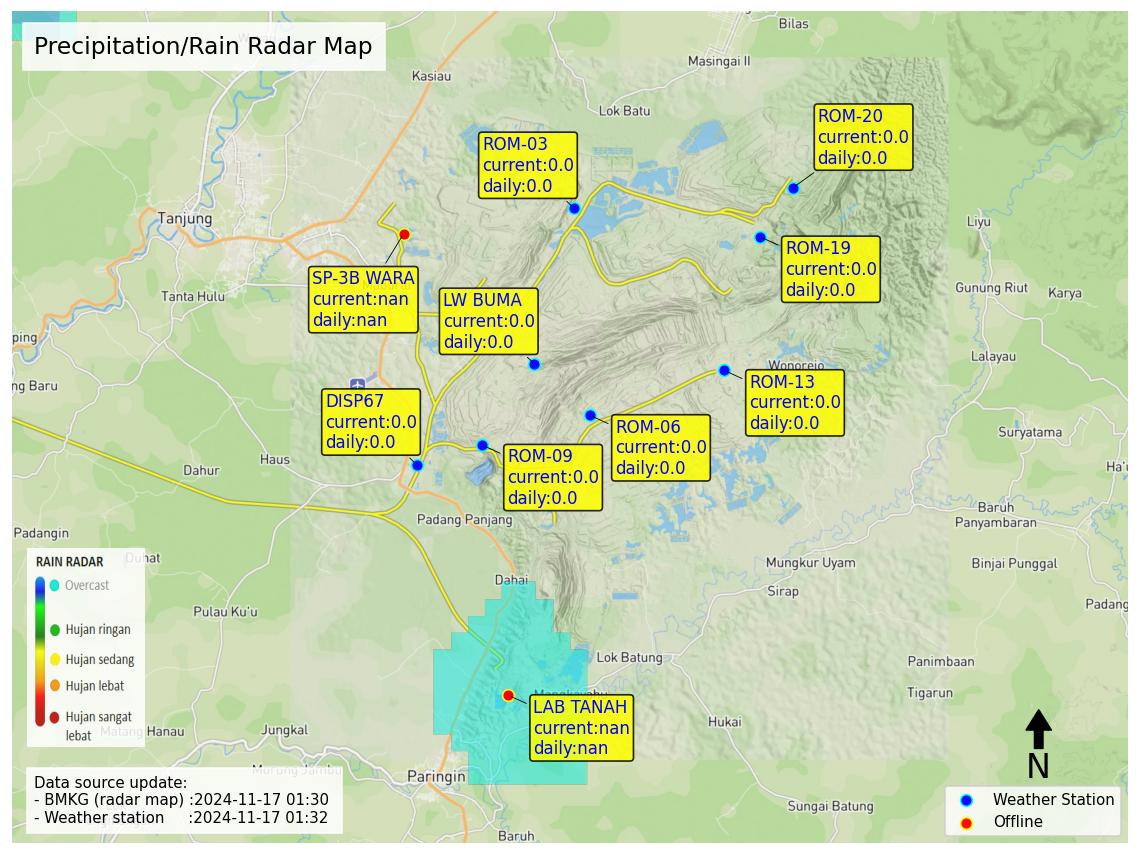 Precipitation/Rain Radar Map
Bilas
Masingai II
Kasiau
Lok Batu
ROM-20
current:0.0
daily:0.0
ROM-03
current:0.0
daily:0.0
Tanjung
Liyu
ROM-19
current:0.0
daily:0.0
SP-3B WARA
current:nan
daily:nan
Tanta Hulu
LW BUMA
current:0.0
daily:0.0
Gunung Riut
Karya
ping
Lalayau
Wonorejo
ng Baru
ROM-13
current:0.0
daily:0.0
DISP67
current:0.0
daily:0.0
ROM-06
current:0.0
daily:0.0
Suryatama
ROM-09
current:0.0
daily:0.0
Haus
Dahur
Ha'u
Baruh
Panyambaran
Padang Panjang
Padangin
Duhat
Mungkur Uyam
Binjai Punggal
RAIN RADAR
Overcast
Hujan ringan
Hujan sedang
Hujan lebat
Hujan sangat
lebat
Dahai
Sirap
Padang
Pulau Ku'u
Lok Batung
Panimbaan
Tigarun
Mangkayahu
LAB TANAH
current:nan
daily:nan
Hukai
Matang Hanau
Jungkal
Murung Jambu
Paringin
N
Data source update:
- BMKG (radar map) :2024-11-17 01:30
- Weather station :2024-11-17 01:32
Sungai Batung
Baruh
Weather Station
Offline